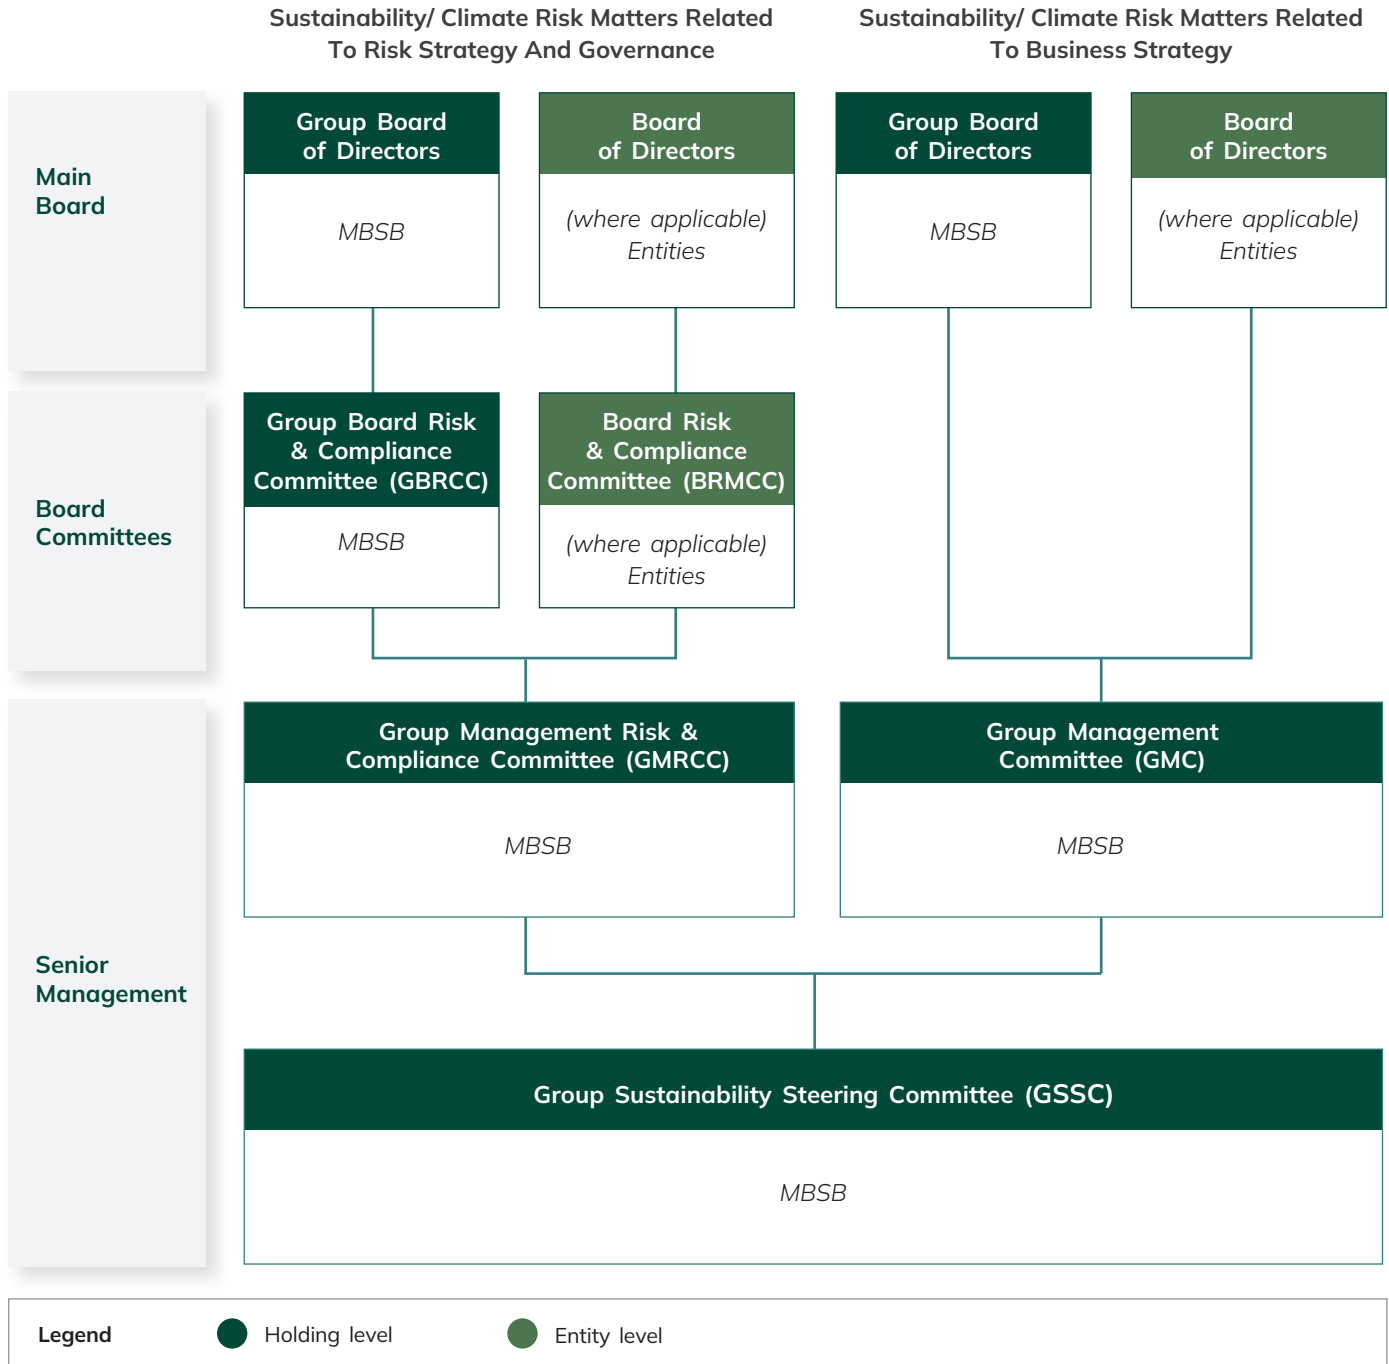 Sustainability/ Climate Risk Matters Related
To Risk Strategy And Governance
Sustainability/ Climate Risk Matters Related
To Business Strategy
Main
Board
Group Board
of Directors
MBSB
Board
of Directors
(where applicable)
Entities
Group Board
of Directors
MBSB
Board
of Directors
(where applicable)
Entities
Board
Committees
Group Board Risk
& Compliance
Committee (GBRCC)
MBSB
Board Risk
& Compliance
Committee (BRMCC)
(where applicable)
Entities
Senior
Management
Group Management Risk &
Compliance Committee (GMRCC)
MBSB
Group Management
Committee (GMC)
MBSB
Group Sustainability Steering Committee (GSSC)
MBSB
Legend
Holding level
Entity level